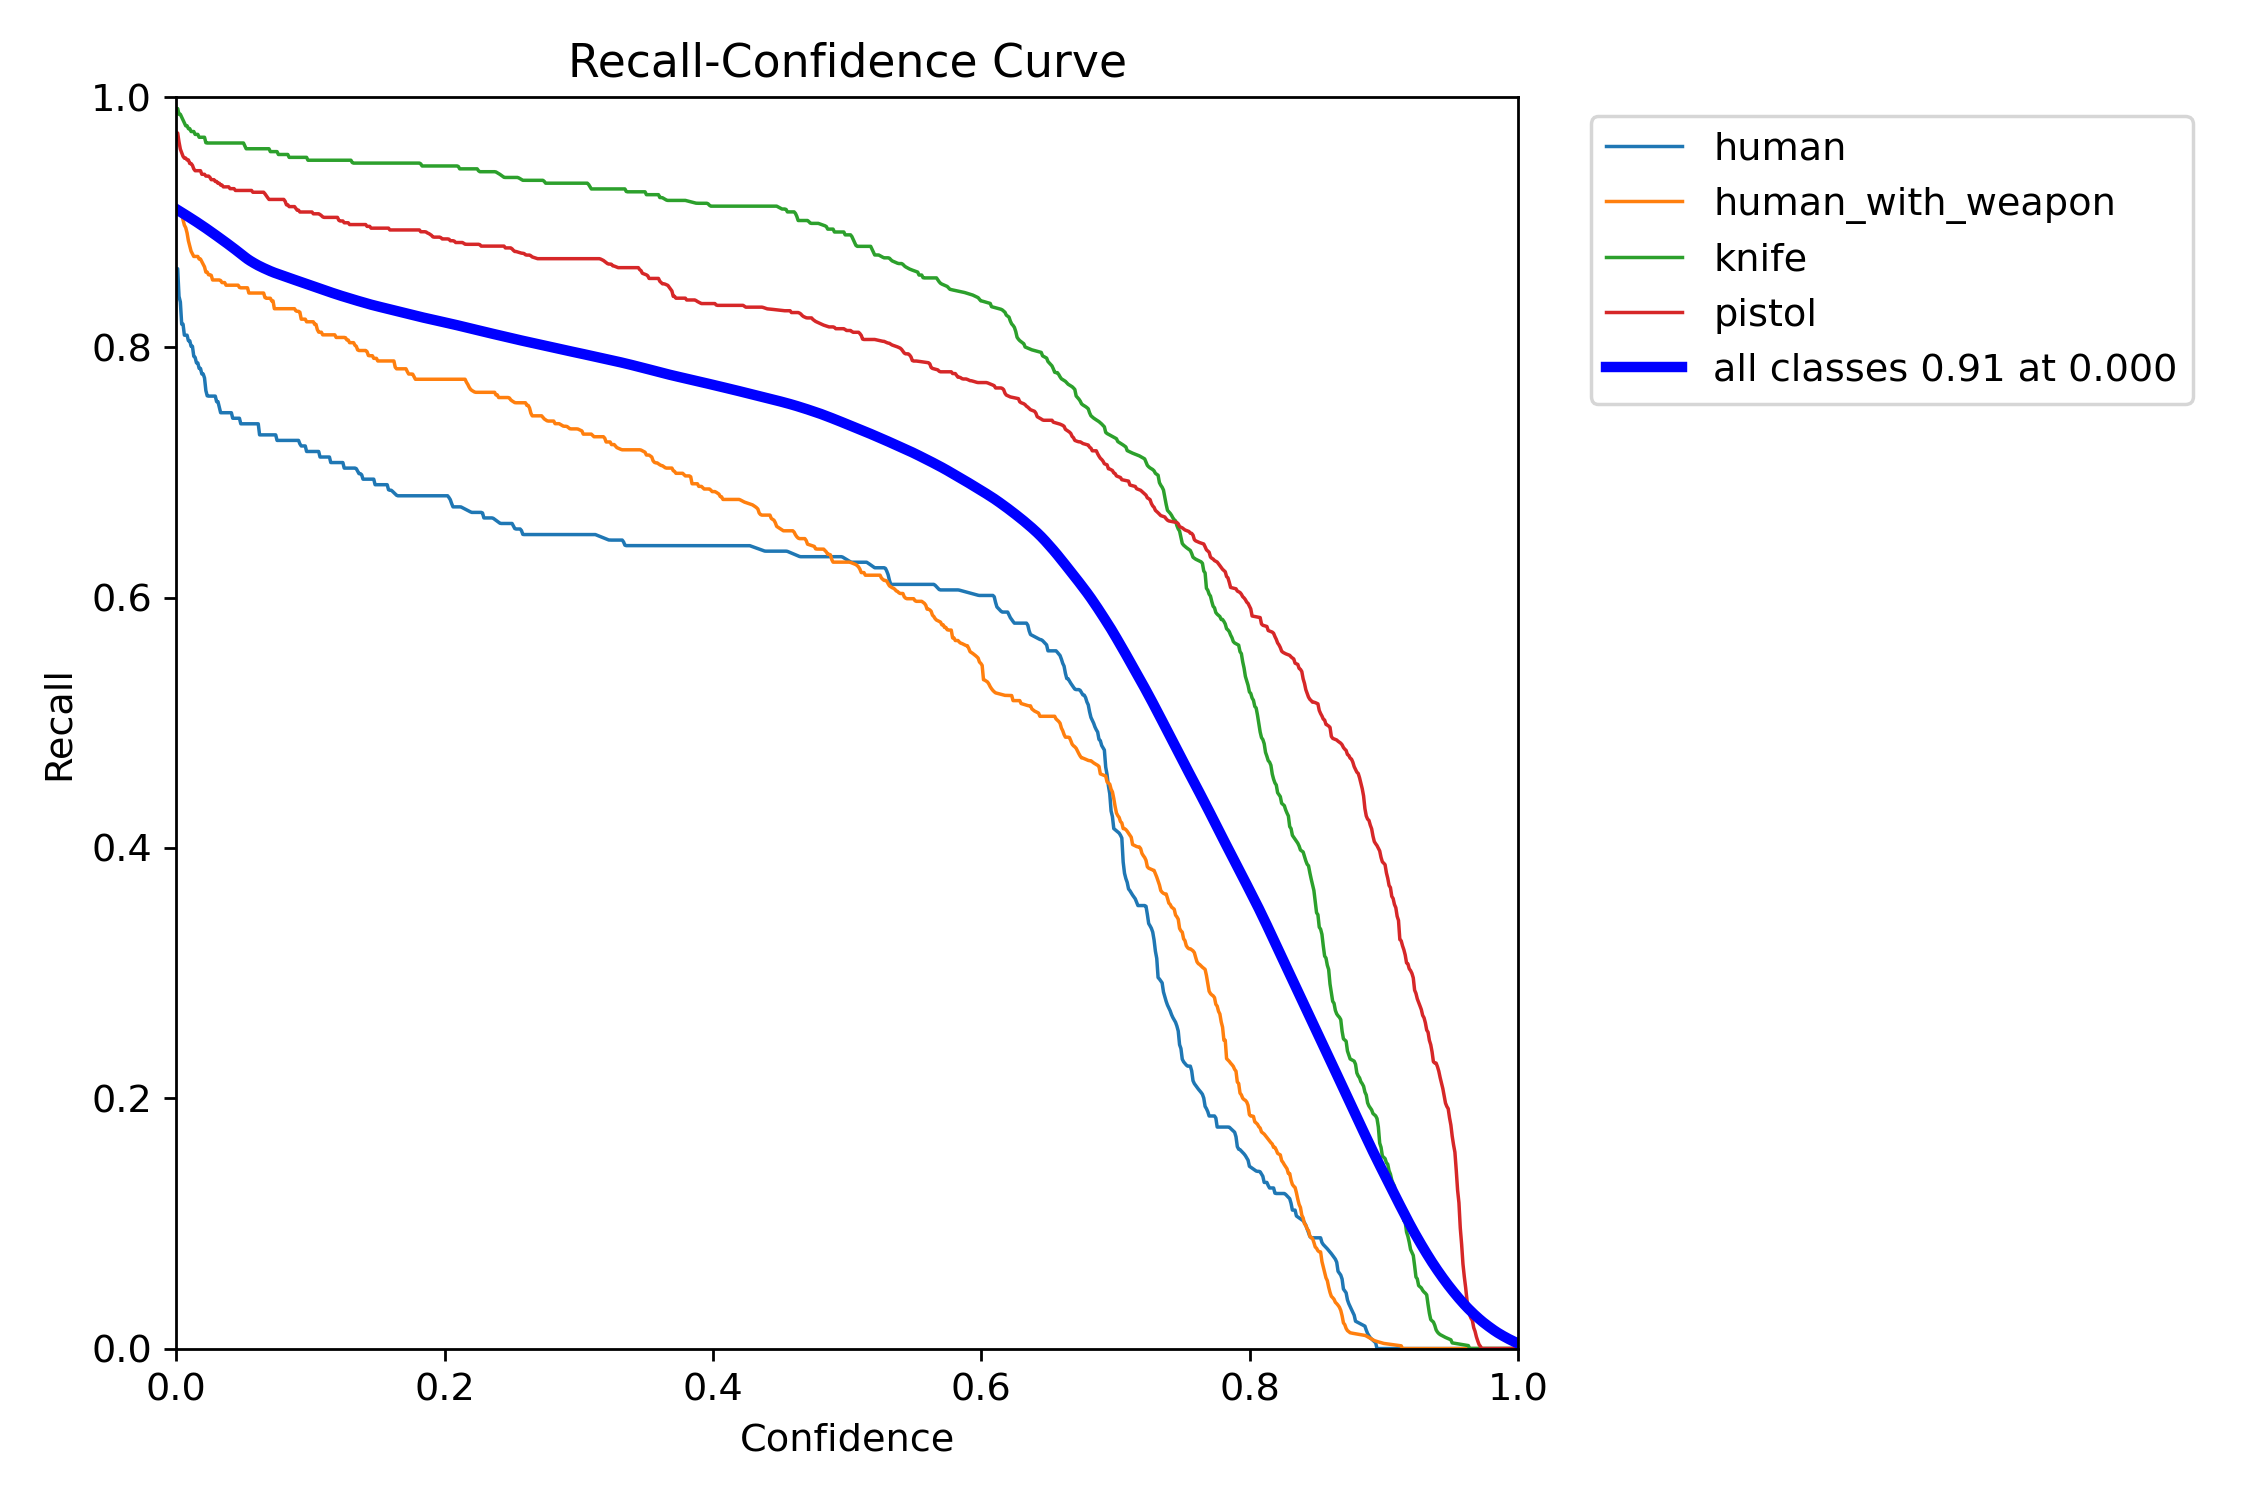 Recall-Confidence Curve
1.0
0.8
0.6
0.4
0.2
0.0
Recall
0.0 0.2 0.4 0.6 0.8 1.0
Confidence
human
human_with_weapon
knife
pistol
all classes 0.91 at 0.000